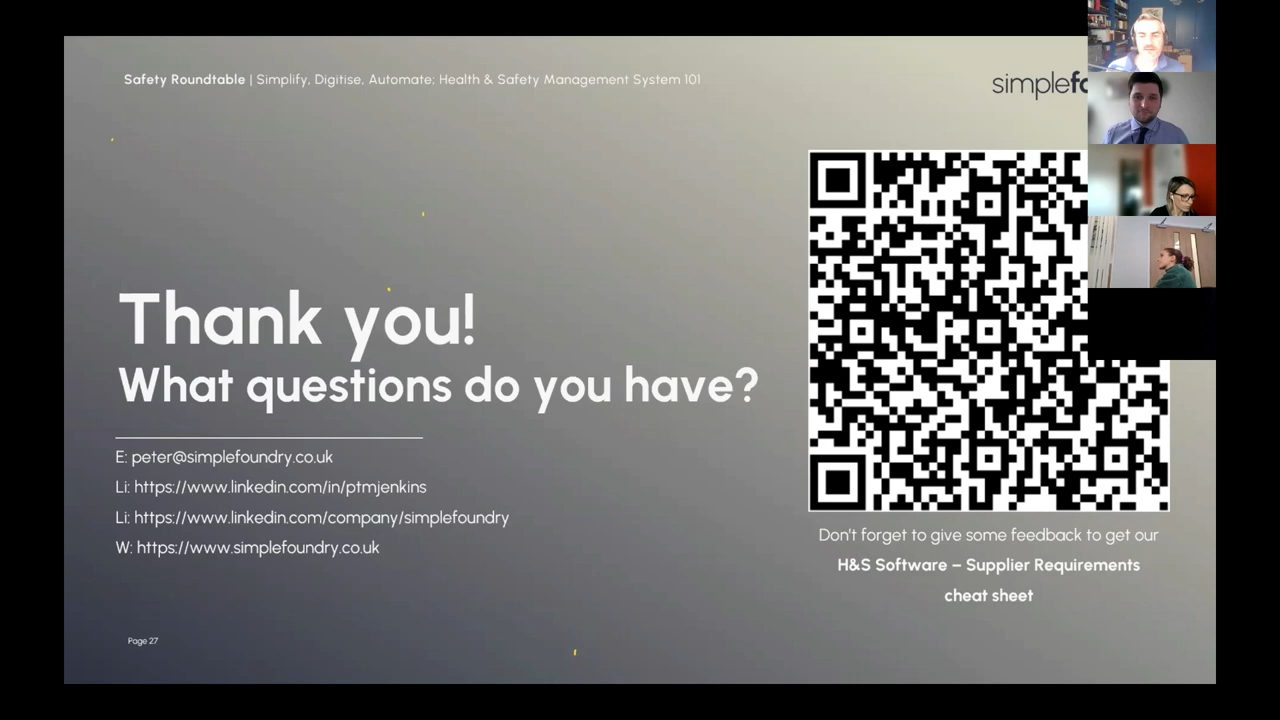 Safety Roundtable | Simplify, Digitise, Automate; Health & Safety Management System 101
simplefo
Thank you!
What questions do you have?
E: peter@simplefoundry.co.uk
Li: https://www.linkedin.com/in/ptmjenkins
Li: https://www.linkedin.com/company/simplefoundry
W: https://www.simplefoundry.co.uk
Don't forget to give some feedback to get our
H&S Software – Supplier Requirements
cheat sheet
Page 27